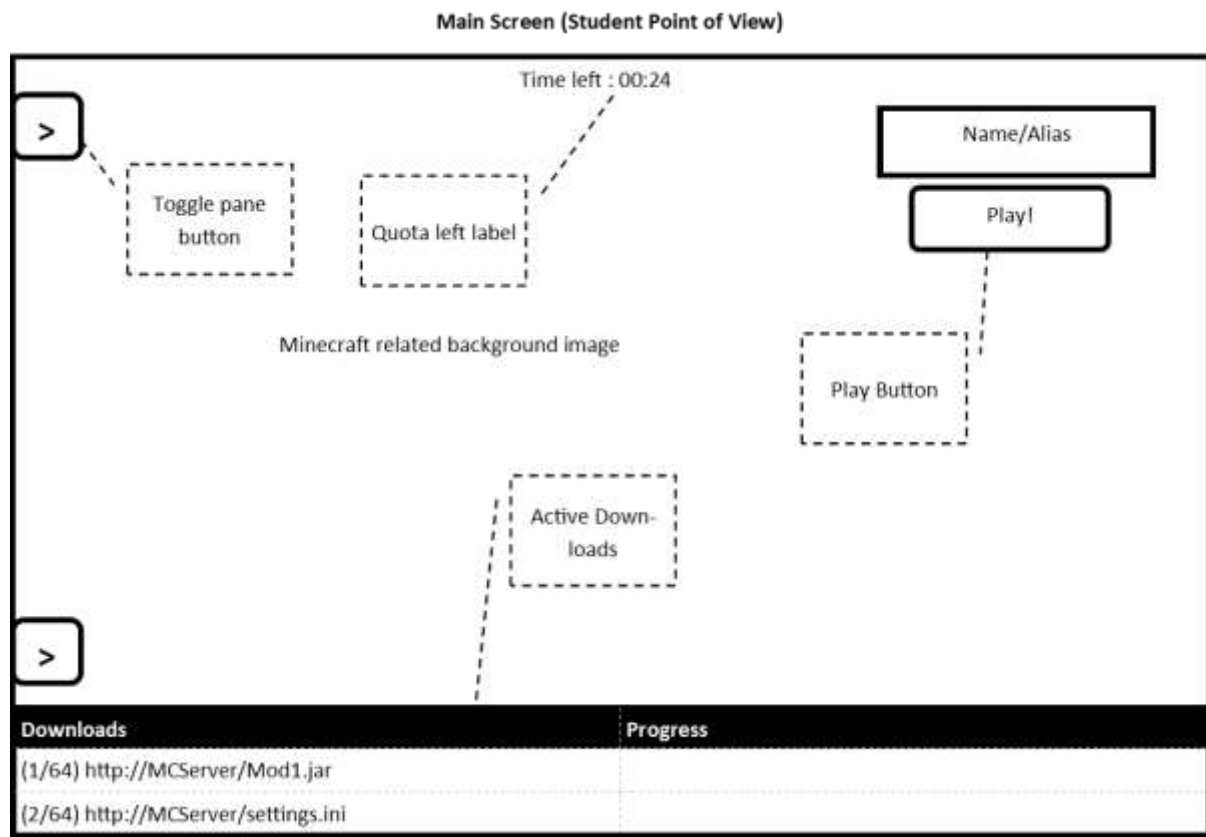 Main Screen (Student Point of View)
Time left : 00:24
>
Name/Alias
Toggle pane
button
Quota left label
Play!
Minecraft related background image
Play Button
Active Down-
loads
>
Downloads Progress
(1/64) http://MCServer/Mod1.jar
(2/64) http://MCServer/settings.ini